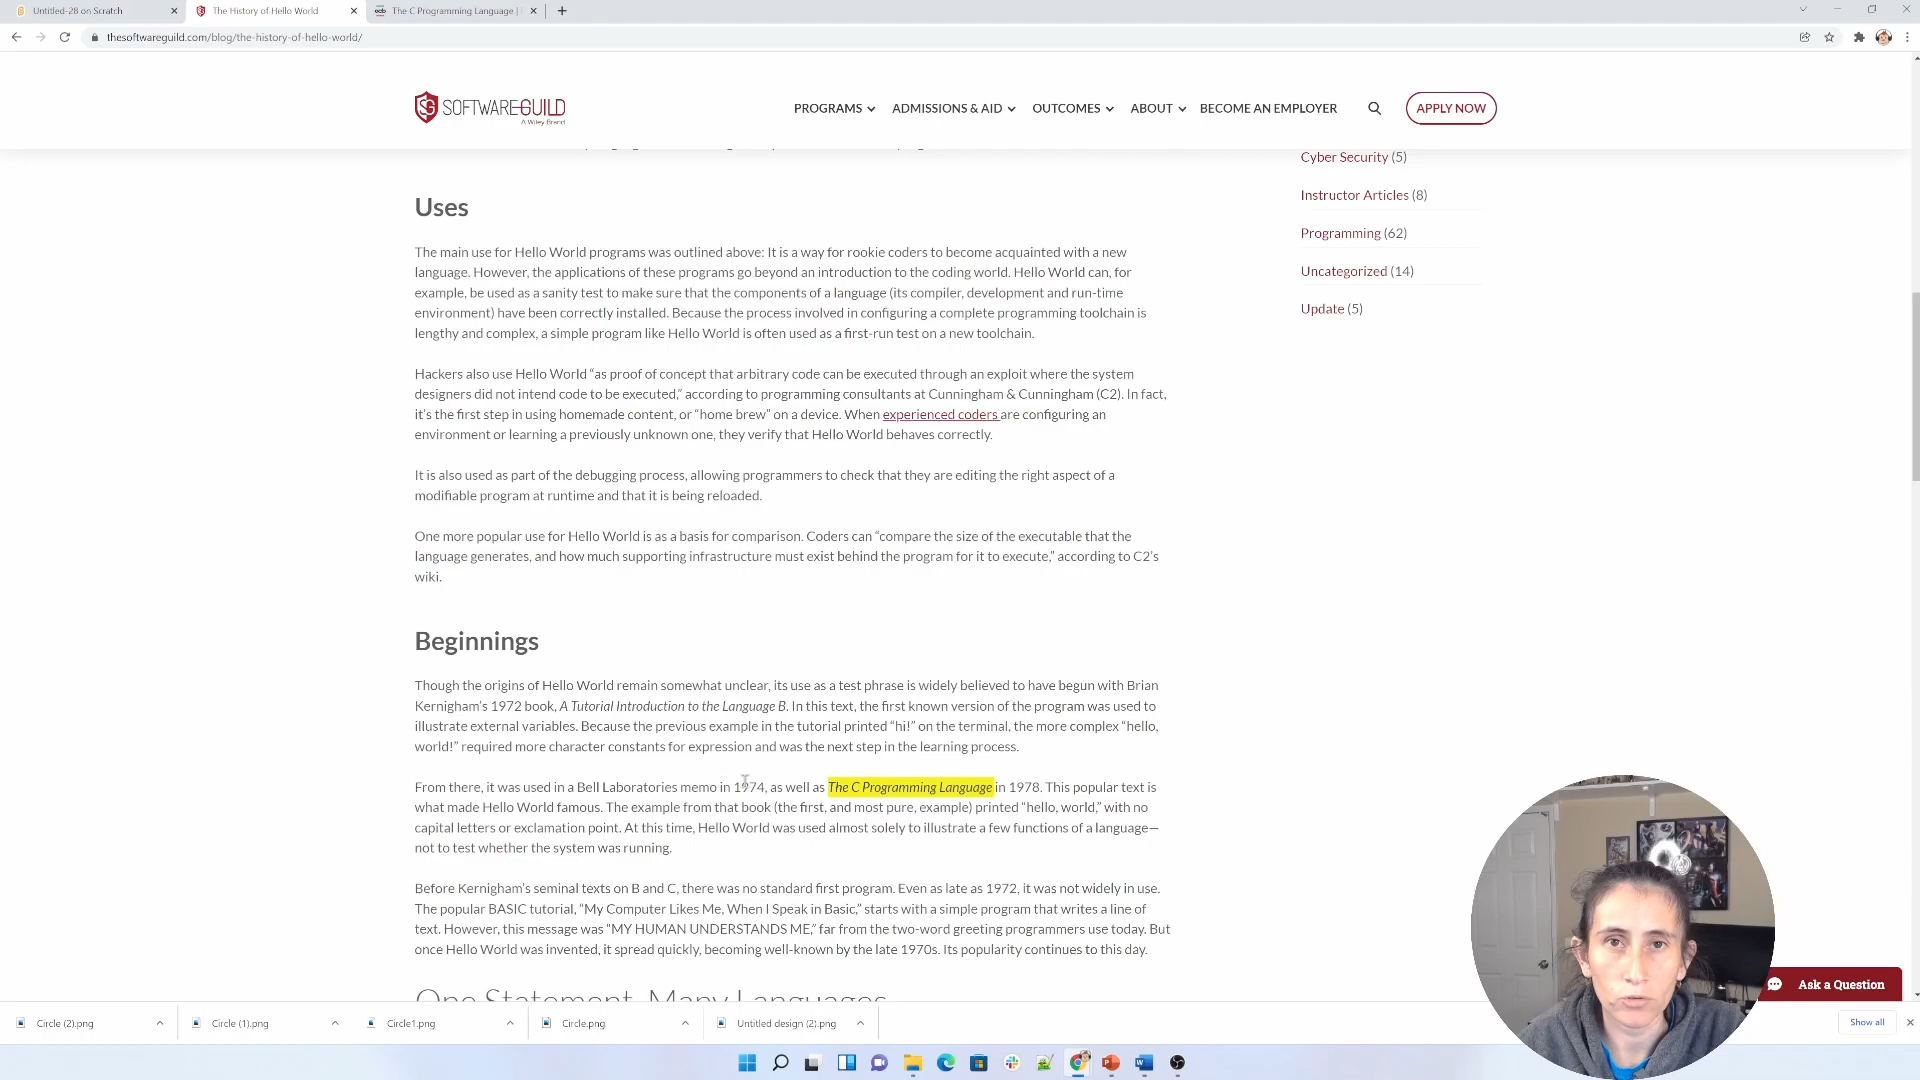 Untitled-28 on Scratch
The History of Hello World
The C Programming Language |
thesoftwareguild.com/blog/the-history-of-hello-world/
SG SOFTWARE GUILD
A Wiley Brand
PROGRAMS
ADMISSIONS & AID
OUTCOMES
ABOUT
BECOME AN EMPLOYER
APPLY NOW
Cyber Security (5)
Instructor Articles (8)
Programming (62)
Uncategorized (14)
Update (5)
Uses
The main use for Hello World programs was outlined above: It is a way for rookie coders to become acquainted with a new
language. However, the applications of these programs go beyond an introduction to the coding world. Hello World can, for
example, be used as a sanity test to make sure that the components of a language (its compiler, development and run-time
environment) have been correctly installed. Because the process involved in configuring a complete programming toolchain is
lengthy and complex, a simple program like Hello World is often used as a first-run test on a new toolchain.
Hackers also use Hello World “as proof of concept that arbitrary code can be executed through an exploit where the system
designers did not intend code to be executed,” according to programming consultants at Cunningham & Cunningham (C2). In fact,
it’s the first step in using homemade content, or “home brew” on a device. When experienced coders are configuring an
environment or learning a previously unknown one, they verify that Hello World behaves correctly.
It is also used as part of the debugging process, allowing programmers to check that they are editing the right aspect of a
modifiable program at runtime and that it is being reloaded.
One more popular use for Hello World is as a basis for comparison. Coders can “compare the size of the executable that the
language generates, and how much supporting infrastructure must exist behind the program for it to execute,” according to C2’s
wiki.
Beginnings
Though the origins of Hello World remain somewhat unclear, its use as a test phrase is widely believed to have begun with Brian
Kernigham’s 1972 book, A Tutorial Introduction to the Language B. In this text, the first known version of the program was used to
illustrate external variables. Because the previous example in the tutorial printed “hi!” on the terminal, the more complex “hello,
world!” required more character constants for expression and was the next step in the learning process.
From there, it was used in a Bell Laboratories memo in 1974, as well as The C Programming Language in 1978. This popular text is
what made Hello World famous. The example from that book (the first, and most pure, example) printed “hello, world,” with no
capital letters or exclamation point. At this time, Hello World was used almost solely to illustrate a few functions of a language—
not to test whether the system was running.
Before Kernigham’s seminal texts on B and C, there was no standard first program. Even as late as 1972, it was not widely in use.
The popular BASIC tutorial, “My Computer Likes Me, When I Speak in Basic,” starts with a simple program that writes a line of
text. However, this message was “MY HUMAN UNDERSTANDS ME,” far from the two-word greeting programmers use today. But
once Hello World was invented, it spread quickly, becoming well-known by the late 1970s. Its popularity continues to this day.
One Statement, Many Languages
Ask a Question
Circle (2).png
Circle (1).png
Circle1.png
Circle.png
Untitled design (2).png
Show all